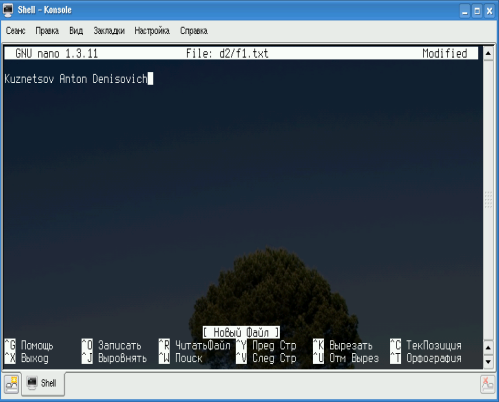 Shell - Konsole
Сеанс Правка Вид Закладки Настройка Справка
GNU nano 1.3.11 File: d2/f1.txt Modified
Kuznetsov Anton Denisovich
[ Новый Файл ]
^G Помощь ^O Записать ^R ЧитатьФайл ^Y Пред Стр ^K Вырезать ^C ТекПозиция
^X Выход ^J Выровнять ^W Поиск ^V След Стр ^U Отм Вырез ^T Орфография
Shell